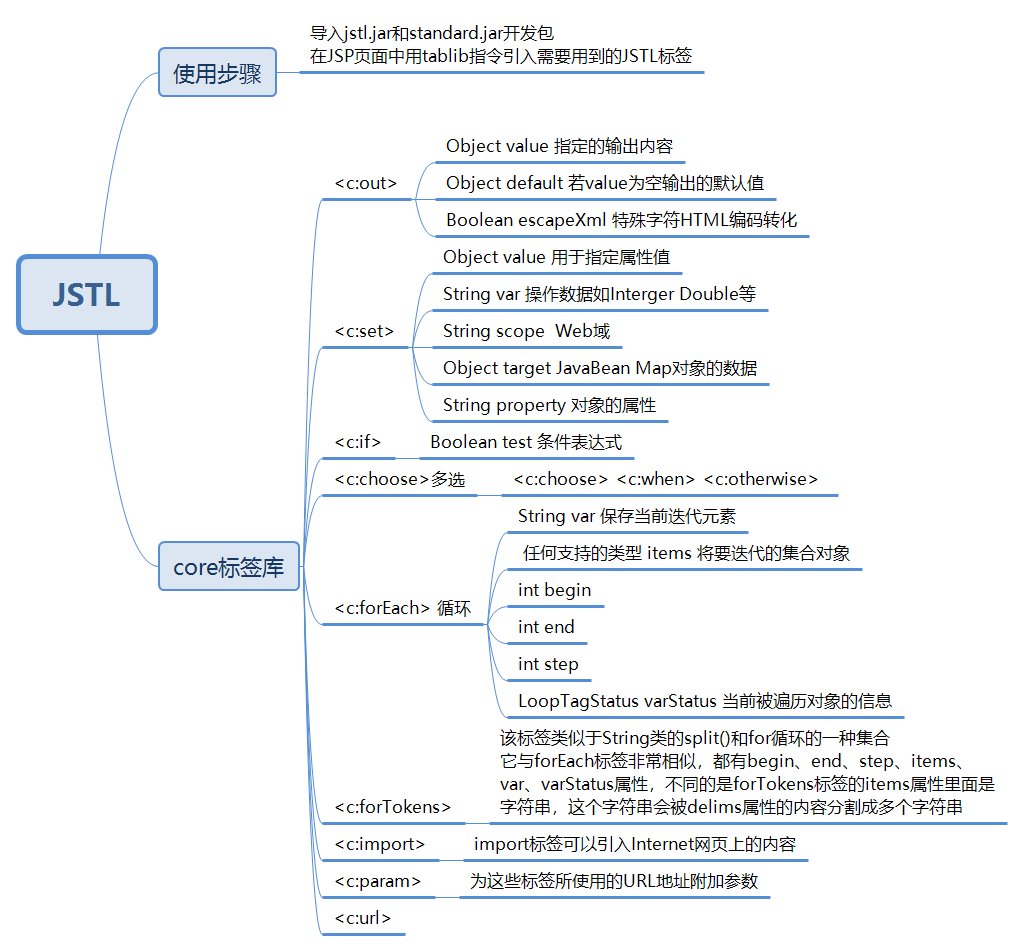 JSTL
使用步骤
导入jstl.jar和standard.jar开发包
在JSP页面中用tablib指令引入需要用到的JSTL标签
core标签库
<c:out>
Object value 指定的输出内容
Object default 若value为空输出的默认值
Boolean escapeXml 特殊字符HTML编码转化
<c:set>
Object value 用于指定属性值
String var 操作数据如Interger Double等
String scope  Web域
Object target JavaBean Map对象的数据
String property 对象的属性
<c:if>
Boolean test 条件表达式
<c:choose>多选
<c:choose> <c:when> <c:otherwise>
<c:forEach> 循环
String var 保存当前迭代元素
任何支持的类型 items 将要迭代的集合对象
int begin
int end
int step
LoopTagStatus varStatus 当前被遍历对象的信息
<c:forTokens>
该标签类似于String类的split()和for循环的一种集合
它与forEach标签非常相似，都有begin、end、step、items、
var、varStatus属性，不同的是forTokens标签的items属性里面是
字符串，这个字符串会被delims属性的内容分割成多个字符串
<c:import>
import标签可以引入Internet网页上的内容
<c:param>
为这些标签所使用的URL地址附加参数
<c:url>